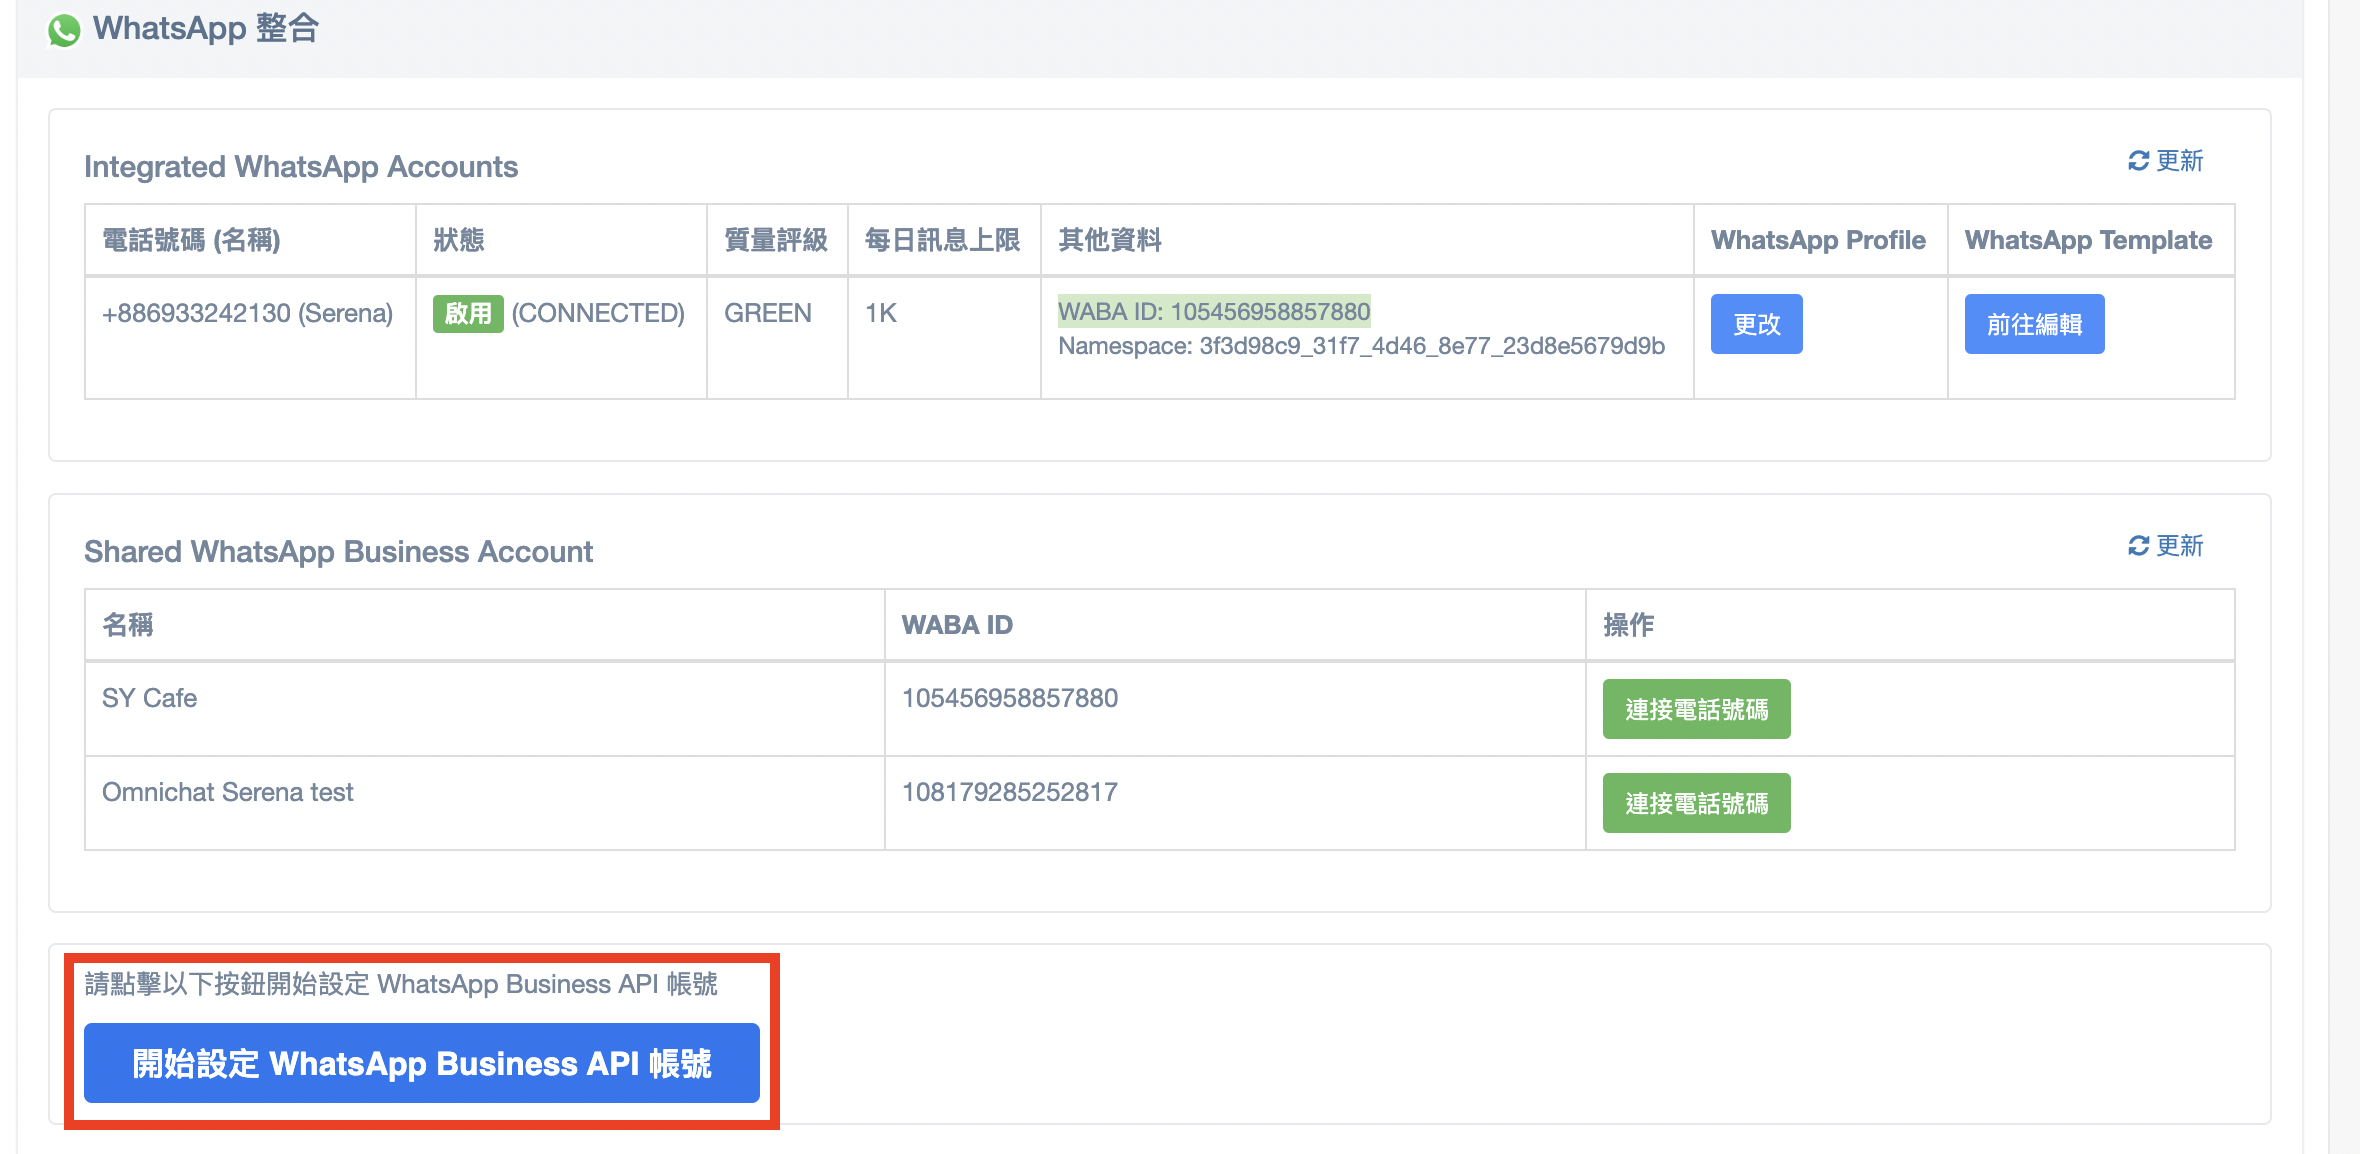 WhatsApp 整合
Integrated WhatsApp Accounts
更新
電話號碼 (名稱)
狀態
質量評級
每日訊息上限
其他資料
WhatsApp Profile
WhatsApp Template
+886933242130 (Serena)
啟用 (CONNECTED)
GREEN
1K
WABA ID: 105456958857880
Namespace: 3f3d98c9_31f7_4d46_8e77_23d8e5679d9b
更改
前往編輯
Shared WhatsApp Business Account
更新
名稱
WABA ID
操作
SY Cafe
105456958857880
連接電話號碼
Omnichat Serena test
108179285252817
連接電話號碼
請點擊以下按鈕開始設定 WhatsApp Business API 帳號
開始設定 WhatsApp Business API 帳號